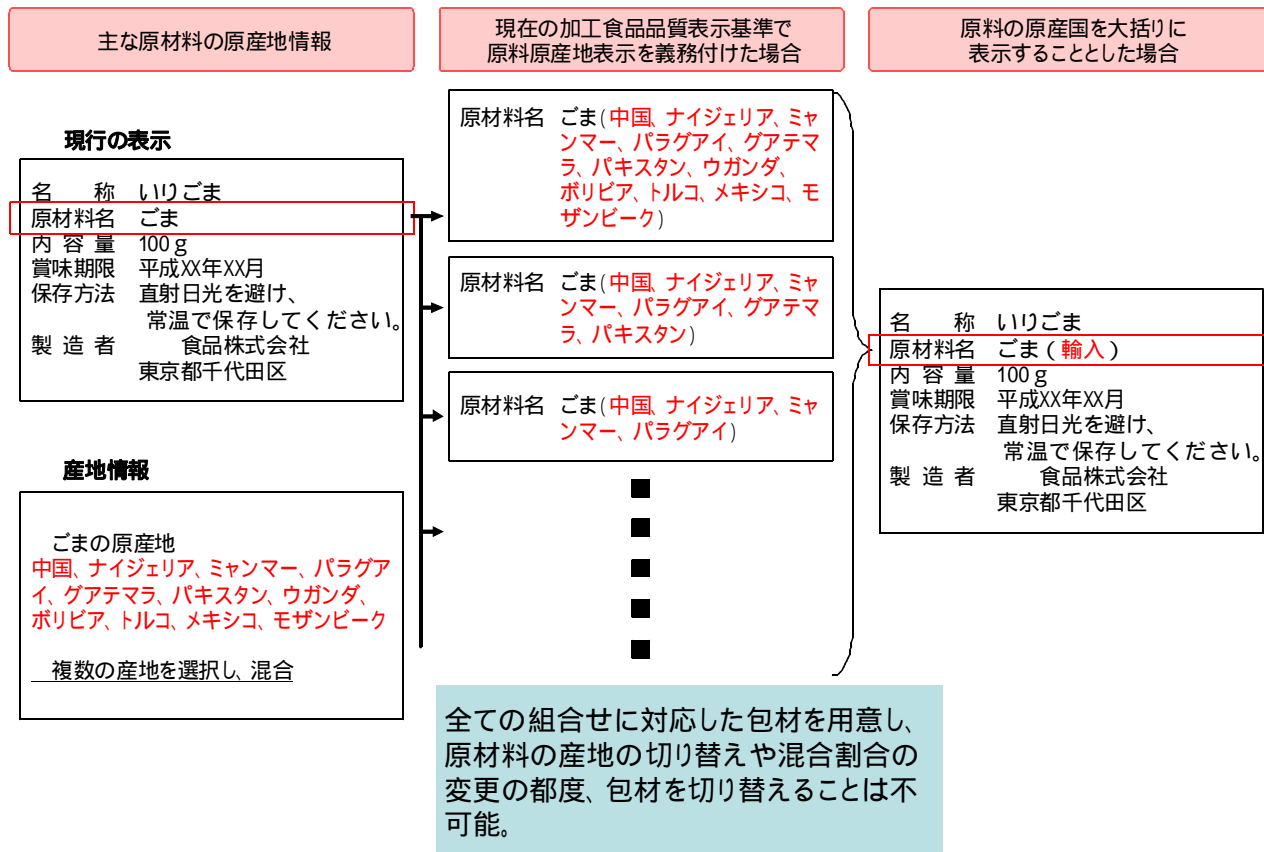 主な原材料の原産地情報
現行の表示
名　　称　いりごま
原材料名　ごま
内 容 量　100ｇ
賞味期限　平成XX年XX月
保存方法　直射日光を避け、
常温で保存してください。
製 造 者　　　食品株式会社
東京都千代田区
産地情報
ごまの原産地
中国、ナイジェリア、ミャンマー、パラグア
イ、グアテマラ、パキスタン、ウガンダ、
ボリビア、トルコ、メキシコ、モザンビーク
複数の産地を選択し、混合
現在の加工食品品質表示基準で
原料原産地表示を義務付けた場合
原材料名　ごま（中国、ナイジェリア、ミャ
ンマー、パラグアイ、グアテマ
ラ、パキスタン、ウガンダ、
ボリビア、トルコ、メキシコ、モ
ザンビーク）
原材料名　ごま（中国、ナイジェリア、ミャ
ンマー、パラグアイ、グアテマ
ラ、パキスタン）
原材料名　ごま（中国、ナイジェリア、ミャ
ンマー、パラグアイ）
全ての組合せに対応した包材を用意し、
原材料の産地の切り替えや混合割合の
変更の都度、包材を切り替えることは不
可能。
原料の原産国を大括りに
表示することとした場合
名　　称　いりごま
原材料名　ごま（輸入）
内 容 量　100ｇ
賞味期限　平成XX年XX月
保存方法　直射日光を避け、
常温で保存してください。
製 造 者　　　食品株式会社
東京都千代田区